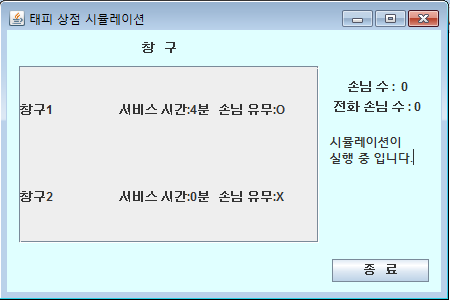 태피 상점 시뮬레이션
창 구
창구1 서비스 시간:4분 손님 유무:O
창구2 서비스 시간:0분 손님 유무:X
손님 수 : 0
전화 손님 수 : 0
시뮬레이션이
실행 중 입니다.
종 료